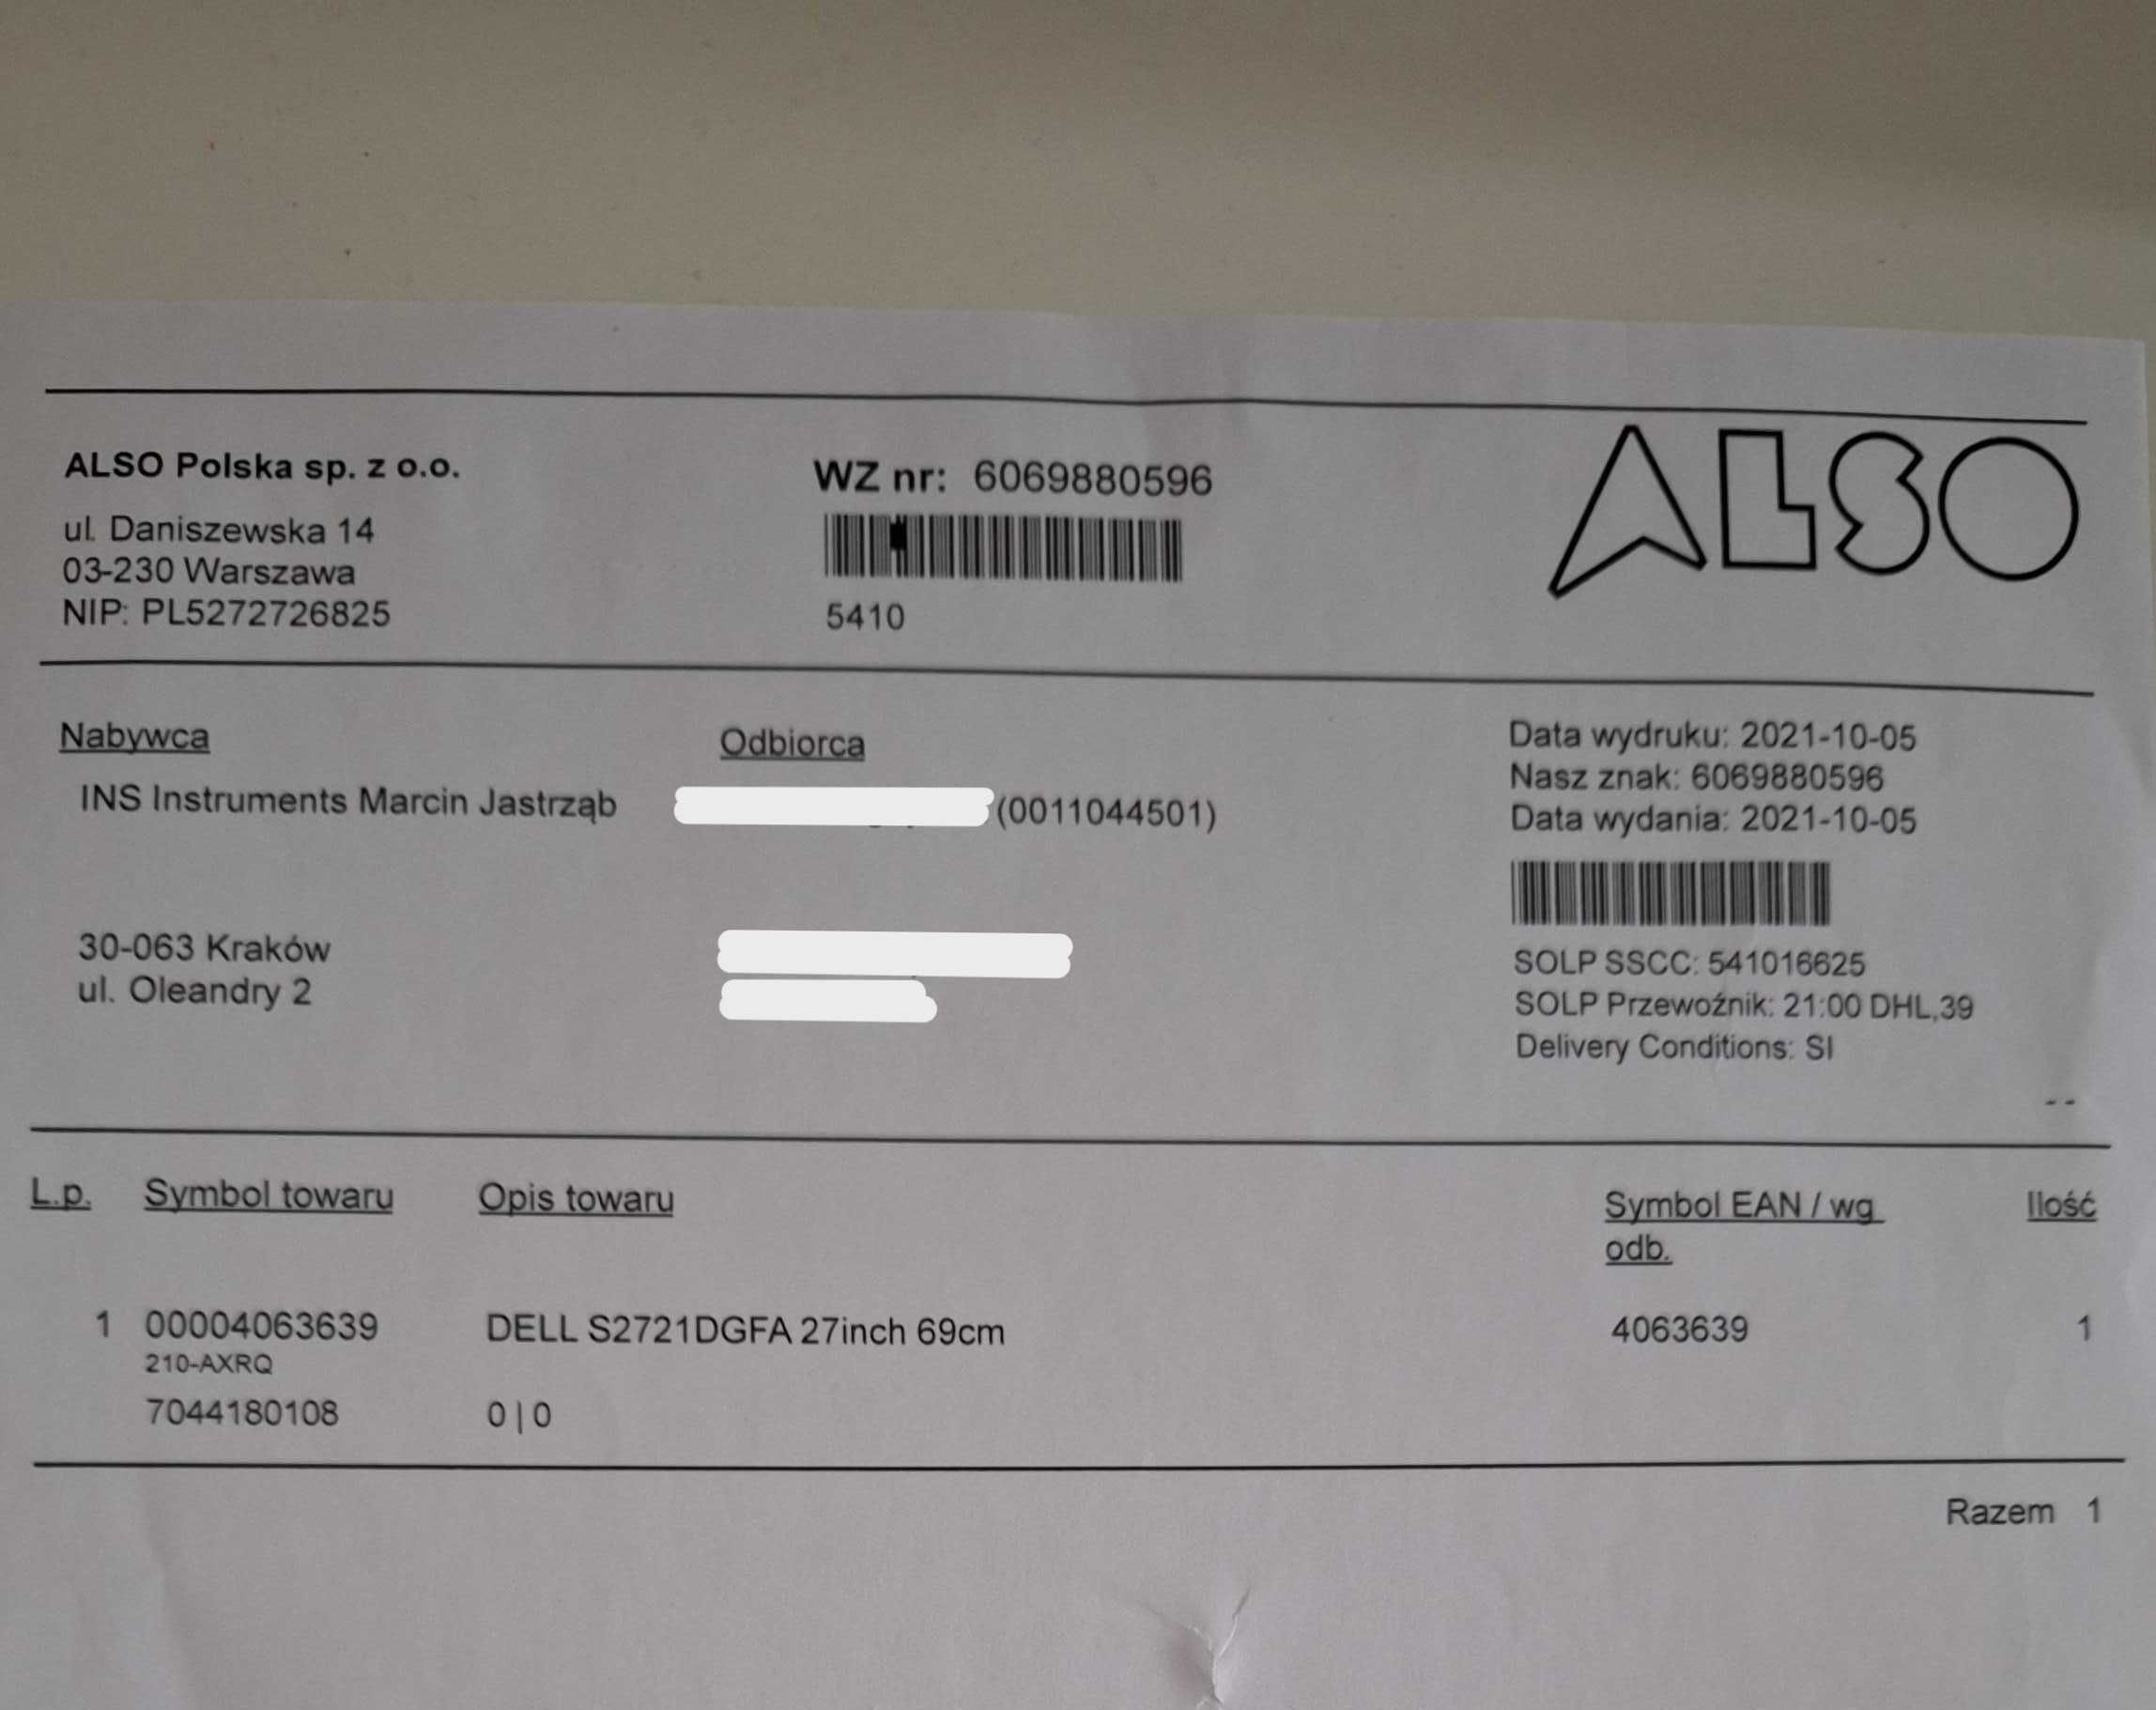 ALSO Polska sp. z o.o.
ul. Daniszewska 14
03-230 Warszawa
NIP: PL5272726825
WZ nr: 6069880596
5410
ALSO
Nabywca
INS Instruments Marcin Jastrząb
30-063 Kraków
ul. Oleandry 2
Odbiorca
(0011044501)
Data wydruku: 2021-10-05
Nasz znak: 6069880596
Data wydania: 2021-10-05
SOLP SSCC: 541016625
SOLP Przewoźnik: 21:00 DHL,39
Delivery Conditions: SI
--
L.p. Symbol towaru Opis towaru Symbol EAN / wg odb. Ilość
1 00004063639 DELL S2721DGFA 27inch 69cm 4063639 1
210-AXRQ
7044180108 0|0
Razem 1